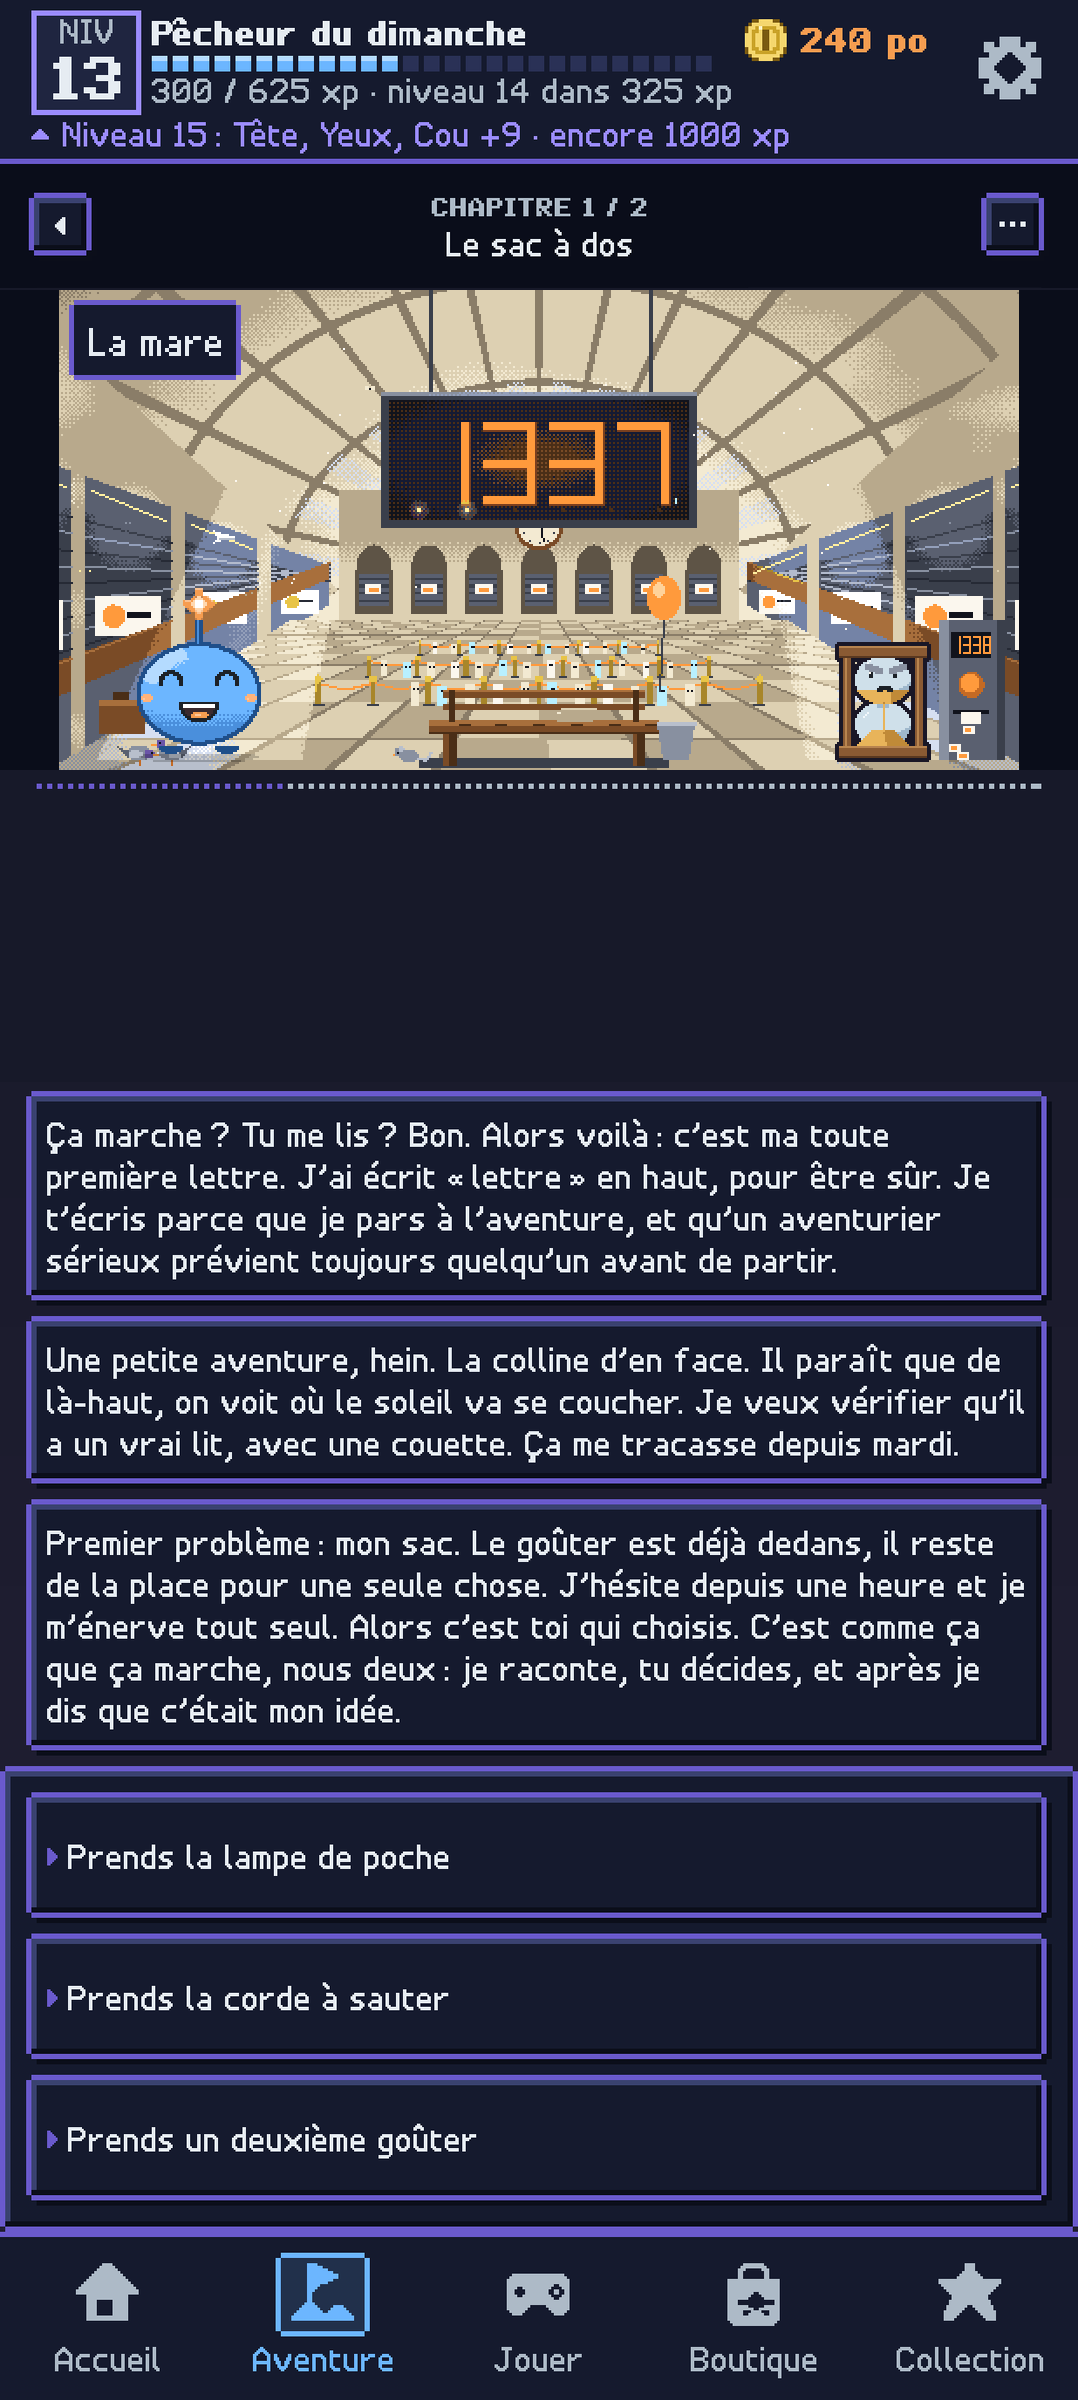 NIV
13
Pêcheur du dimanche
240 po
300 / 625 xp · niveau 14 dans 325 xp
Niveau 15 : Tête, Yeux, Cou +9 · encore 1000 xp
CHAPITRE 1 / 2
Le sac à dos
La mare
1337
1338
Ça marche ? Tu me lis ? Bon. Alors voilà : c’est ma toute
première lettre. J’ai écrit « lettre » en haut, pour être sûr. Je
t’écris parce que je pars à l’aventure, et qu’un aventurier
sérieux prévient toujours quelqu’un avant de partir.
Une petite aventure, hein. La colline d’en face. Il paraît que de
là-haut, on voit où le soleil va se coucher. Je veux vérifier qu’il
a un vrai lit, avec une couette. Ça me tracasse depuis mardi.
Premier problème : mon sac. Le goûter est déjà dedans, il reste
de la place pour une seule chose. J’hésite depuis une heure et je
m’énerve tout seul. Alors c’est toi qui choisis. C’est comme ça
que ça marche, nous deux : je raconte, tu décides, et après je
dis que c’était mon idée.
Prends la lampe de poche
Prends la corde à sauter
Prends un deuxième goûter
Accueil
Aventure
Jouer
Boutique
Collection